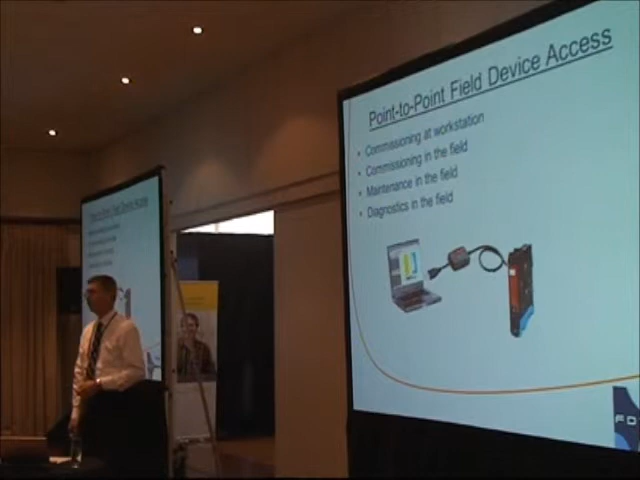 Point-to-Point Field Device Access
• Commissioning at workstation
• Commissioning in the field
• Maintenance in the field
• Diagnostics in the field
FD